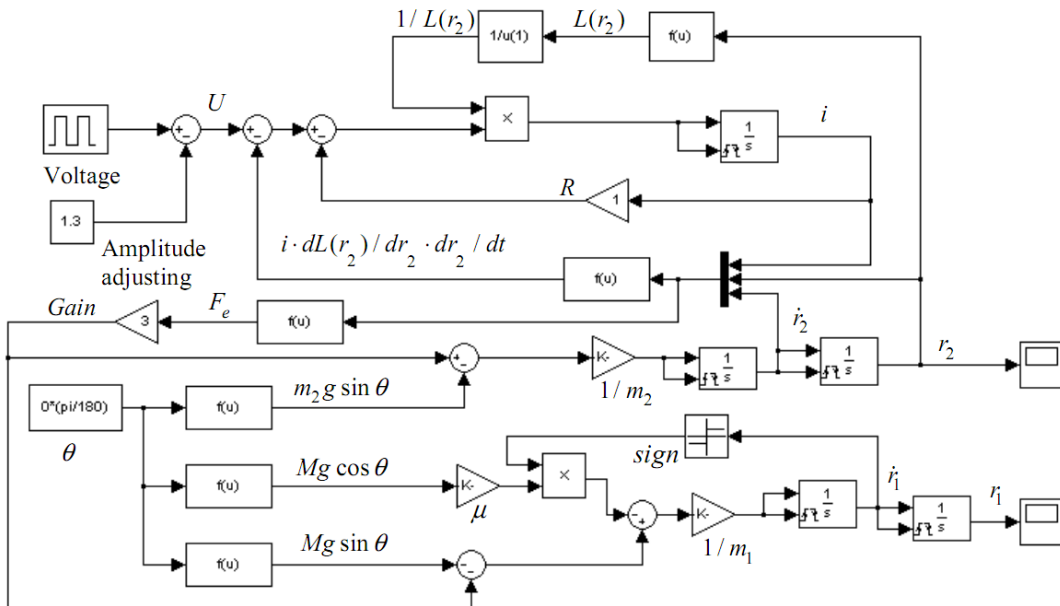 1 / L(r₂)
1/u(1)
L(r₂)
f(u)
U
+
−
+
−
+
−
×
1/s
i
Voltage
R
1
1.3
Amplitude
adjusting
i · dL(r₂) / dr₂ · dr₂ / dt
f(u)
Gain
3
Fₑ
f(u)
ṙ₂
+
−
K-
1 / m₂
1/s
1/s
r₂
0*(pi/180)
θ
f(u)
m₂g sin θ
f(u)
Mg cos θ
K-
μ
×
sign
ṙ₁
-
+
K-
1 / m₁
1/s
1/s
r₁
f(u)
Mg sin θ
−
−